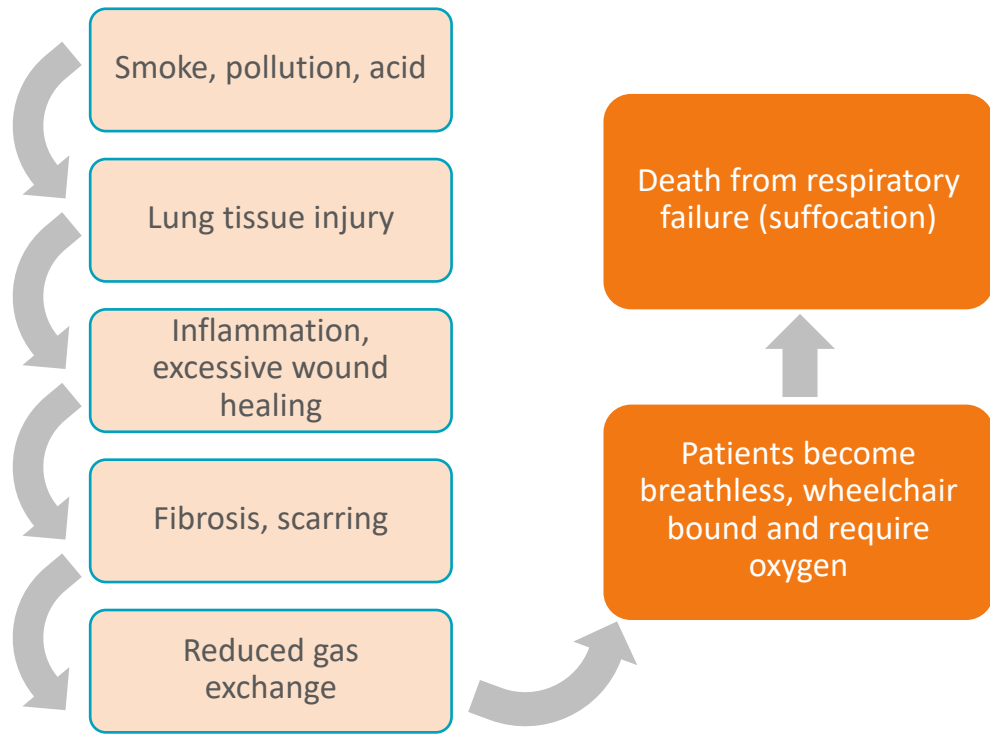 Smoke, pollution, acid
Lung tissue injury
Inflammation,
excessive wound
healing
Fibrosis, scarring
Reduced gas
exchange
Patients become
breathless, wheelchair
bound and require
oxygen
Death from respiratory
failure (suffocation)